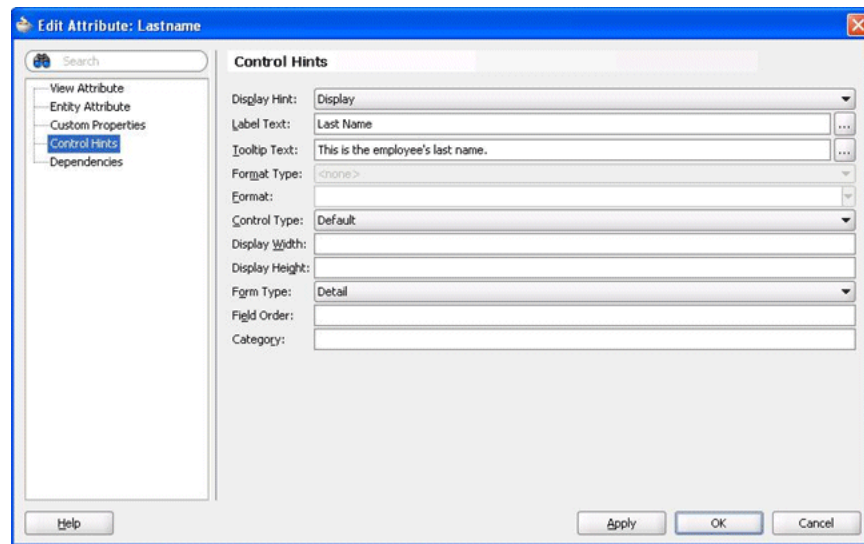 Edit Attribute: Lastname
Search
View Attribute
Entity Attribute
Custom Properties
Control Hints
Dependencies
Control Hints
Display Hint: Display
Label Text: Last Name ...
Tooltip Text: This is the employee's last name. ...
Format Type: <none>
Format:
Control Type: Default
Display Width:
Display Height:
Form Type: Detail
Field Order:
Category:
Help Apply OK Cancel